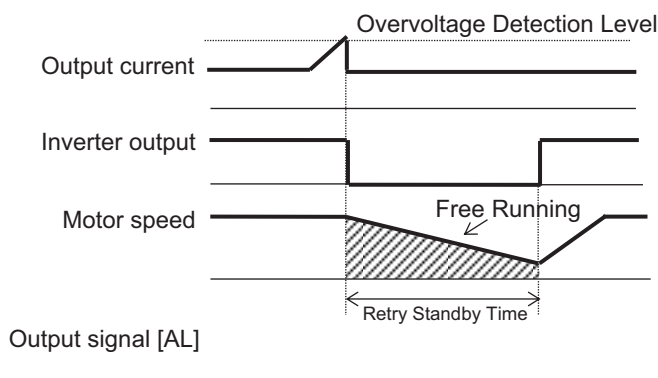 Overvoltage Detection Level
Output current
Inverter output
Motor speed
Free Running
Retry Standby Time
Output signal [AL]